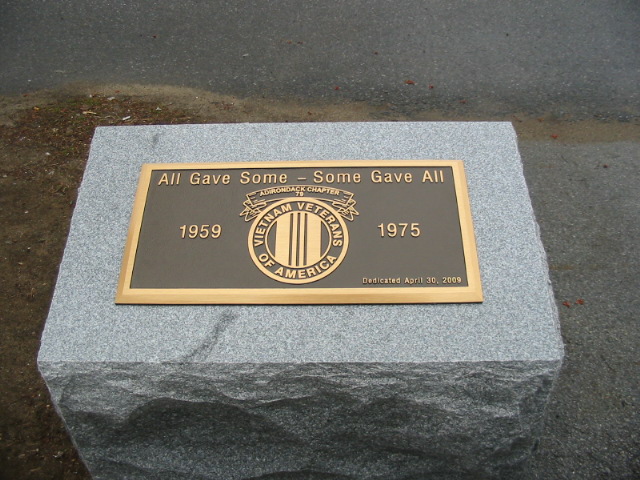 All Gave Some – Some Gave All
ADIRONDACK CHAPTER
79
1959
VIETNAM VETERANS
OF AMERICA
1975
Dedicated April 30, 2009